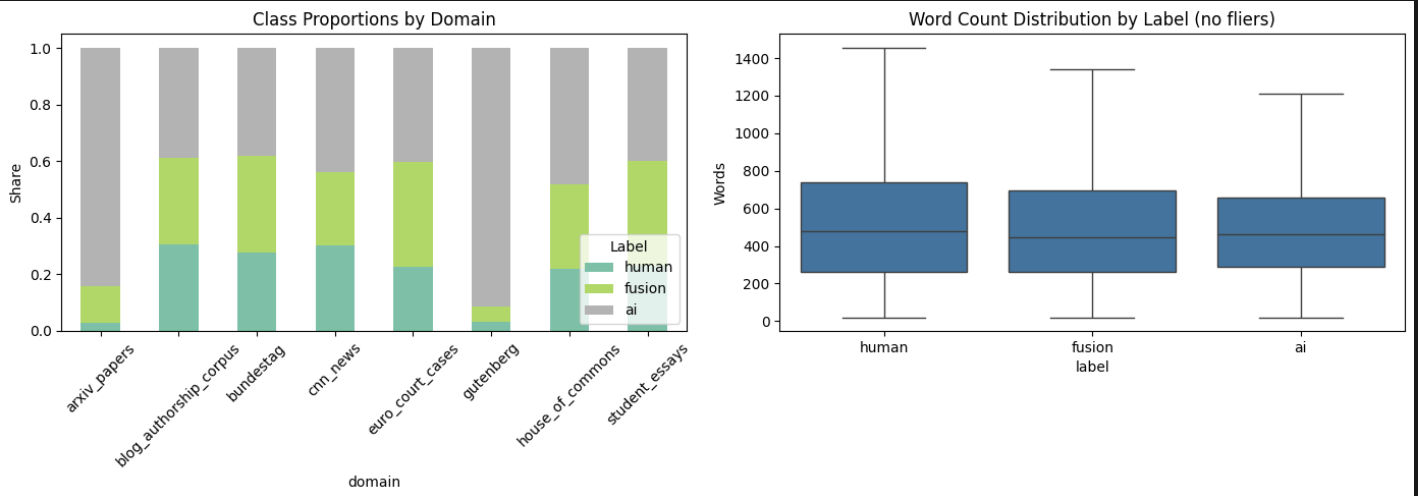 Class Proportions by Domain
1.0
0.8
0.6
0.4
0.2
0.0
Share
Label
human
fusion
ai
arxiv_papers
blog_authorship_corpus
bundestag
cnn_news
euro_court_cases
gutenberg
house_of_commons
student_essays
domain
Word Count Distribution by Label (no fliers)
1400
1200
1000
800
600
400
200
0
Words
human
fusion
ai
label